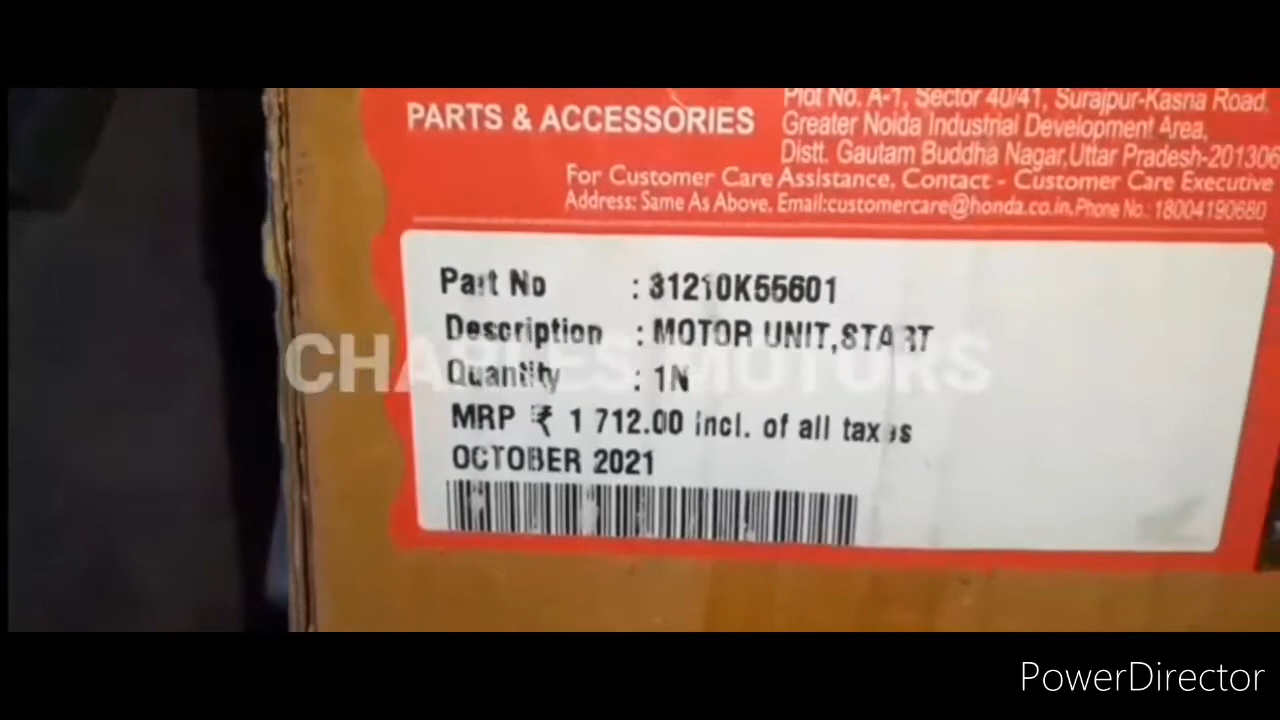 PARTS & ACCESSORIES
Plot No. A-1, Sector 40/41, Surajpur-Kasna Road,
Greater Noida Industrial Development Area,
Distt. Gautam Buddha Nagar,Uttar Pradesh-201306
For Customer Care Assistance, Contact - Customer Care Executive
Address: Same As Above, Email:customercare@honda.co.in,Phone No.: 18004190680
Part No : 31210K55601
Description : MOTOR UNIT,START
CHARLES MOTORS
Quantity : 1N
MRP ₹ 1 712.00 incl. of all taxes
OCTOBER 2021
PowerDirector